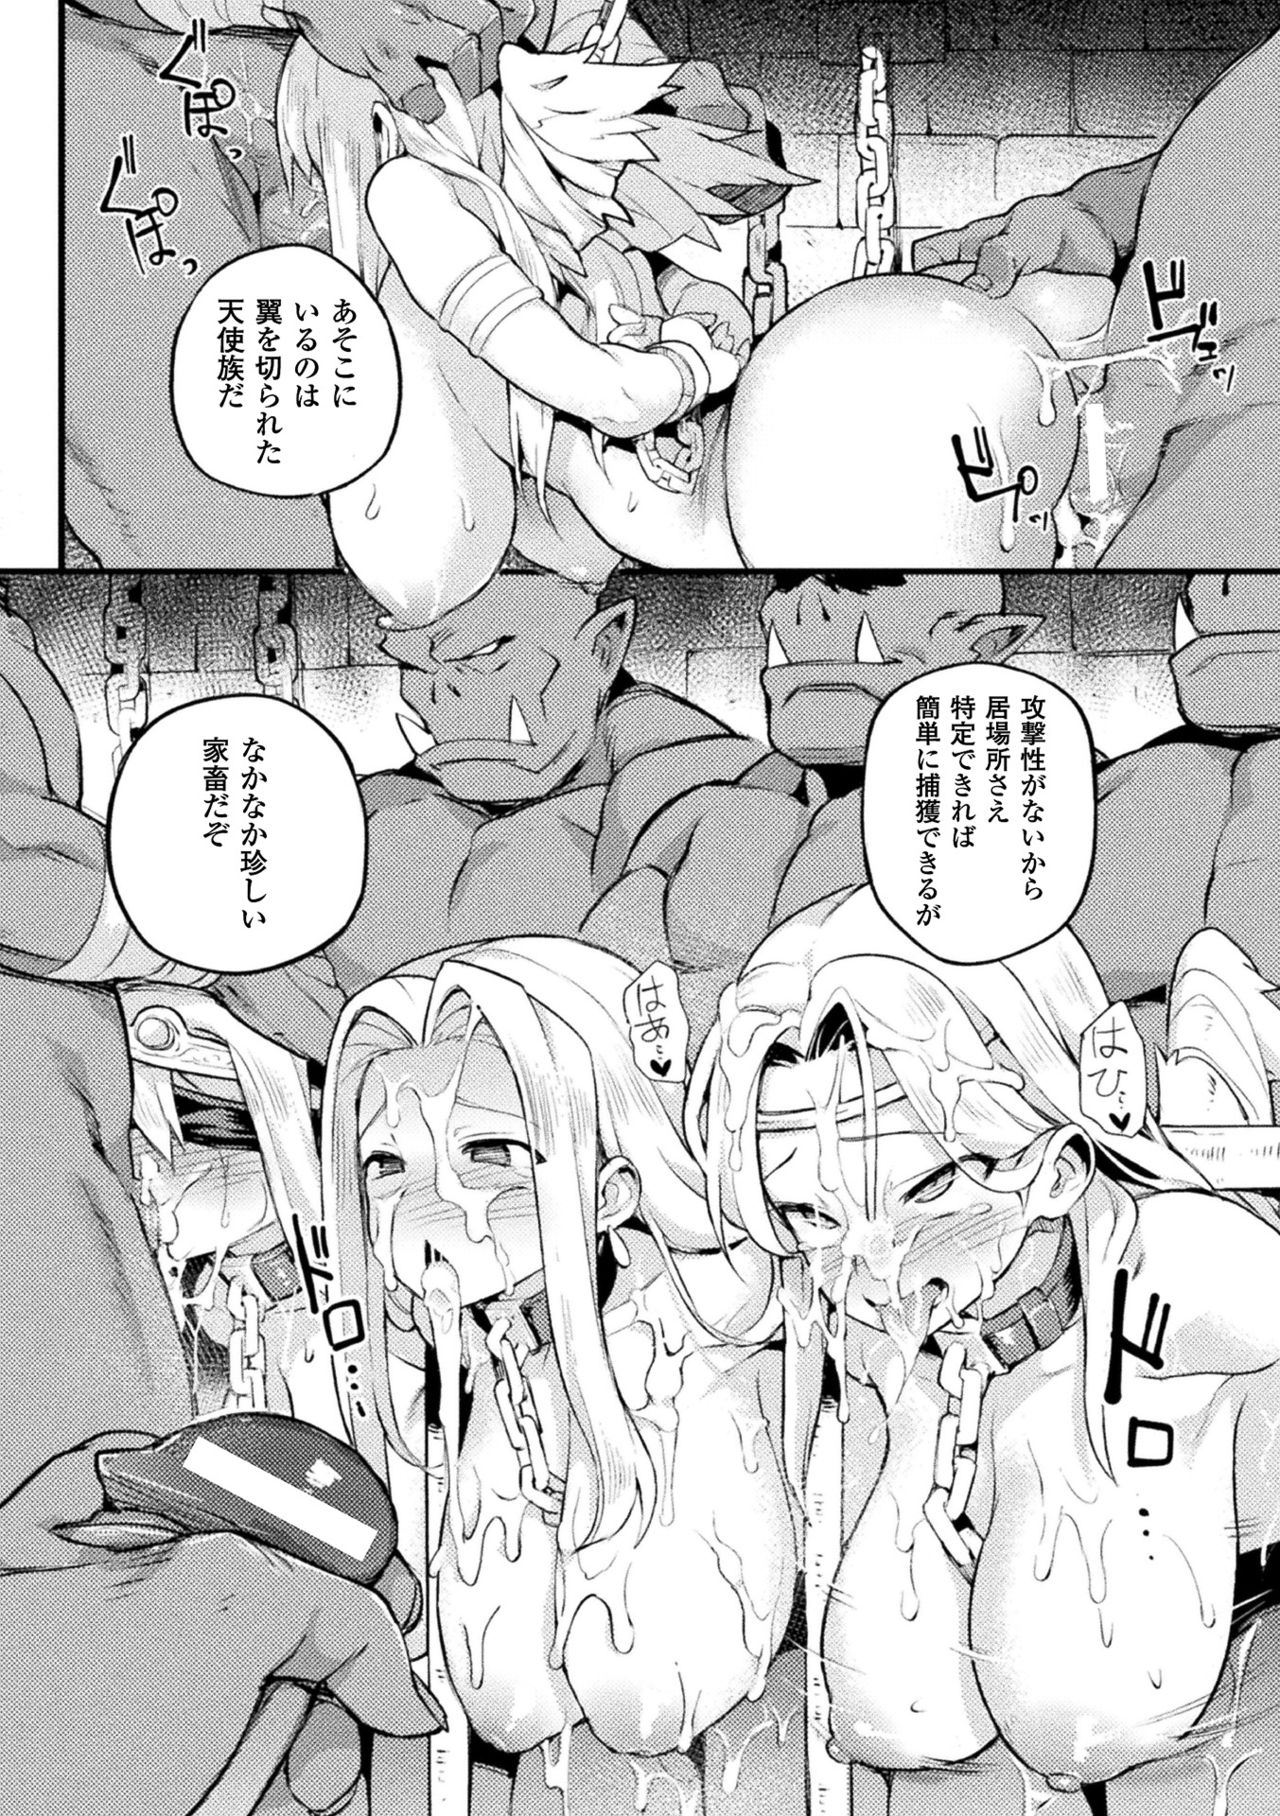 あそこに
いるのは
翼を切られた
天使族だ
ぐぽっ
ぐぽっ
ドビュッ
ドピュッ
攻撃性がないから
居場所さえ
特定できれば
簡単に捕獲できるが
なかなか珍しい
家畜だぞ
はひ…♥
はあ…♥
ドロ…
ドロ…